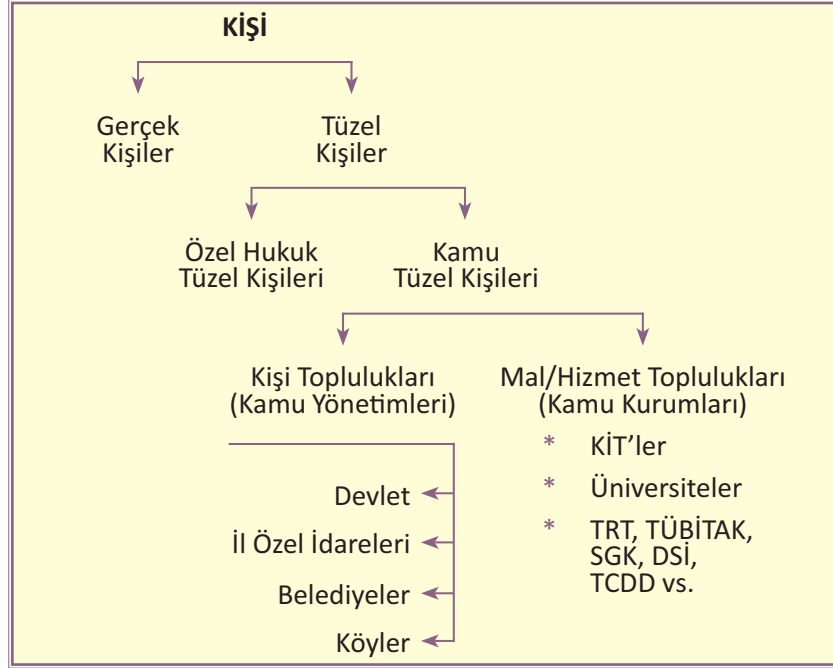 KİŞİ
Gerçek
Kişiler
Tüzel
Kişiler
Özel Hukuk
Tüzel Kişileri
Kamu
Tüzel Kişileri
Kişi Toplulukları
(Kamu Yönetimleri)
Mal/Hizmet Toplulukları
(Kamu Kurumları)
Devlet
İl Özel İdareleri
Belediyeler
Köyler
* KİT’ler
* Üniversiteler
* TRT, TÜBİTAK,
SGK, DSİ,
TCDD vs.